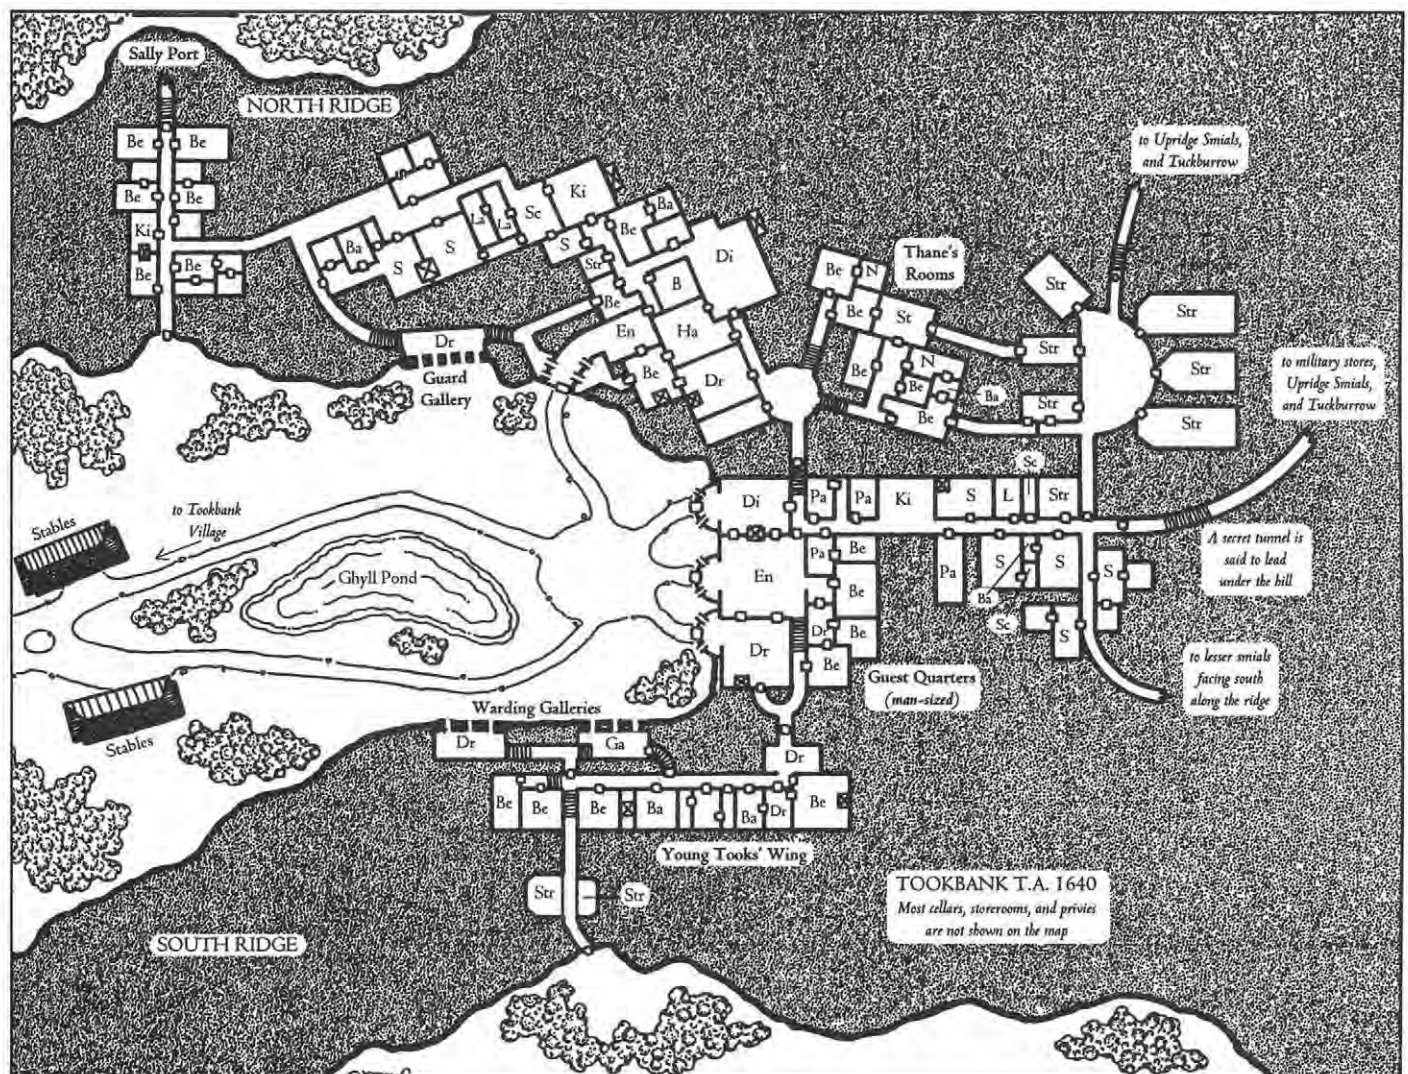 Sally Port
NORTH RIDGE
Be
Be
Be
Be
Ki
Be
Be
S
Ba
S
S
La
La
Sc
Ki
S
Str
Be
Be
Ba
Di
B
En
Ha
Be
Dr
Dr
Guard
Gallery
Thane's
Rooms
Be
N
Be
St
Be
N
Be
Ba
Be
to Upridge Smials,
and Tuckburrow
Str
Str
Str
Str
Str
Str
to military stores,
Upridge Smials,
and Tuckburrow
Stables
to Tookbank
Village
Ghyll Pond
Di
Pa
Pa
Ki
S
L
Sc
Str
En
Pa
Be
Be
Pa
S
Ba
S
Sc
S
S
A secret tunnel is
said to lead
under the hill
Dr
Dr
Be
Be
Guest Quarters
(man-sized)
to lesser smials
facing south
along the ridge
Stables
Warding Galleries
Dr
Ga
Dr
Be
Be
Be
Ba
Ba
Dr
Be
Young Tooks' Wing
Str
Str
TOOKBANK T.A. 1640
Most cellars, storerooms, and privies
are not shown on the map
SOUTH RIDGE